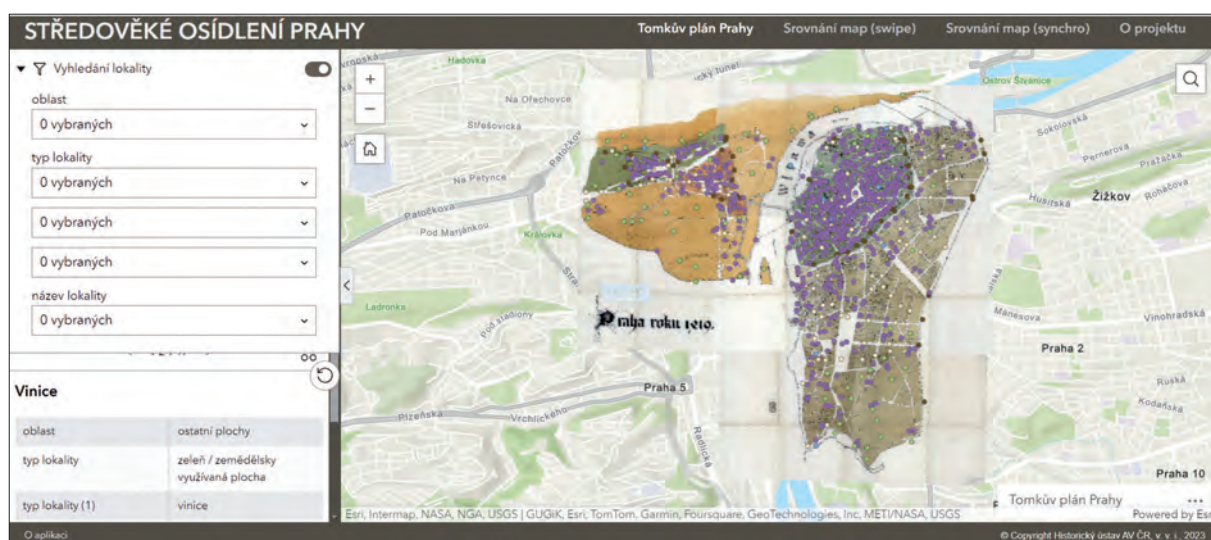 STŘEDOVĚKÉ OSÍDLENÍ PRAHY
Tomkův plán Prahy
Srovnání map (swipe)
Srovnání map (synchro)
O projektu
Vyhledání lokality
oblast
0 vybraných
typ lokality
0 vybraných
0 vybraných
0 vybraných
název lokality
0 vybraných
Vinice
oblast ostatní plochy
typ lokality zeleň / zemědělsky
využívaná plocha
typ lokality (1) vinice
O aplikaci
+
−
Hadovka
Na Ořechovce
Střešovická
Patočkova
Na Petynce
Patočkova
Pod Marjánkou
Královka
Ladronka
Pod stadiony
Plzeňská
Vrchlického
Radlická
Praha 5
Ostrov Štvanice
Sokolovská
Pernerova
Pražačka
Roháčova
Husitská
Žižkov
Mánesova
Vinohradská
Praha 2
Ruská
Kodaňská
Praha 10
Wltawa
Praha roku 1419.
Tomkův plán Prahy
...
Esri, Intermap, NASA, NGA, USGS | GUGiK, Esri, TomTom, Garmin, Foursquare, GeoTechnologies, Inc, METI/NASA, USGS
Powered by Esri
© Copyright Historický ústav AV ČR, v. v. i., 2023